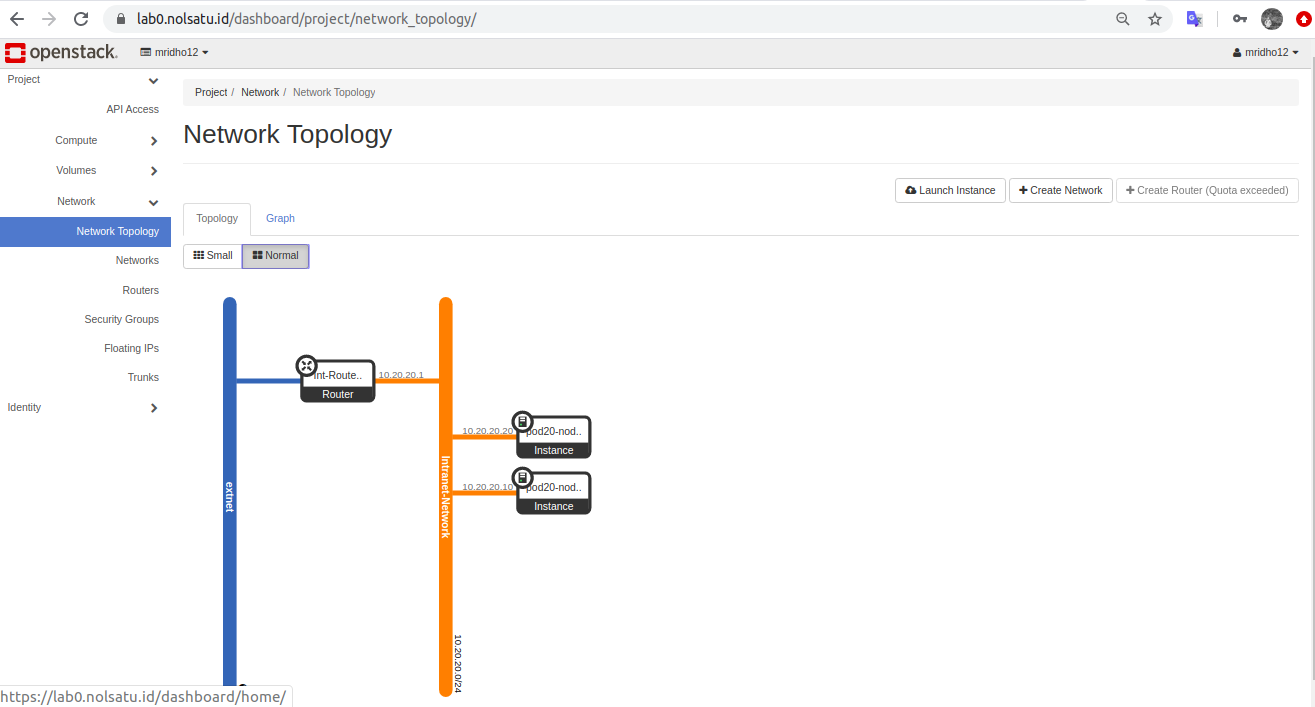 lab0.nolsatu.id/dashboard/project/network_topology/
openstack.
mridho12
mridho12
Project
API Access
Compute
Volumes
Network
Network Topology
Networks
Routers
Security Groups
Floating IPs
Trunks
Identity
Project / Network / Network Topology
Network Topology
Launch Instance
+ Create Network
+ Create Router (Quota exceeded)
Topology
Graph
Small
Normal
extnet
Int-Route..
Router
10.20.20.1
Intranet-Network
10.20.20.0/24
10.20.20.20
pod20-nod..
Instance
10.20.20.10
pod20-nod..
Instance
https://lab0.nolsatu.id/dashboard/home/